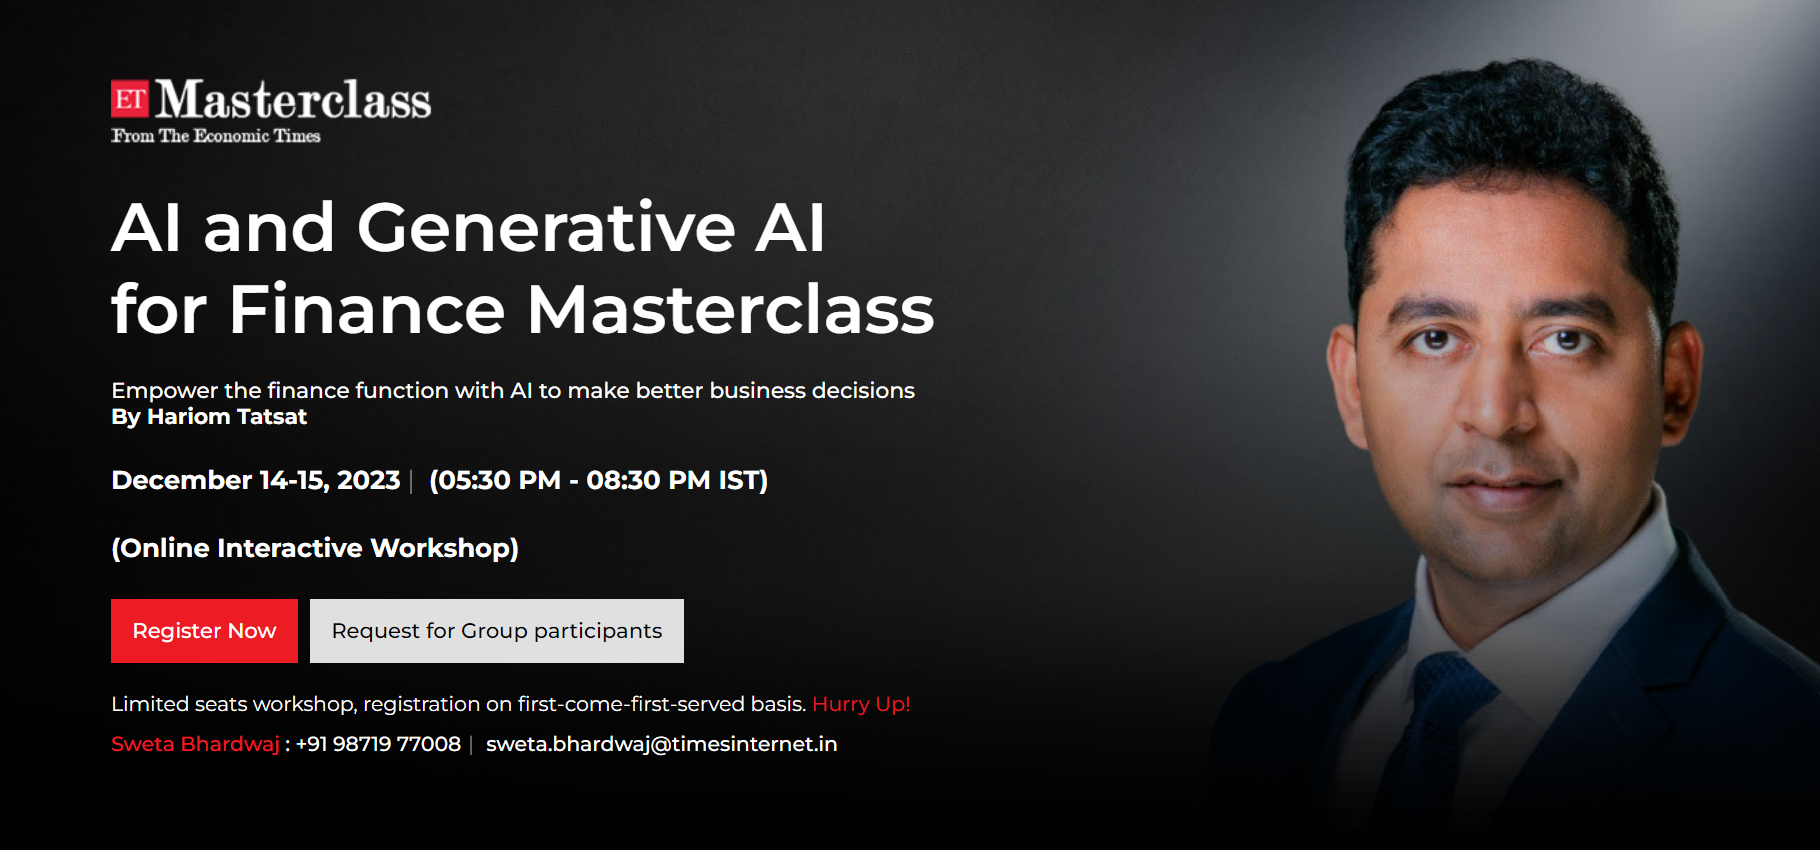 ET Masterclass
From The Economic Times
AI and Generative AI
for Finance Masterclass
Empower the finance function with AI to make better business decisions
By Hariom Tatsat
December 14-15, 2023 | (05:30 PM - 08:30 PM IST)
(Online Interactive Workshop)
Register Now
Request for Group participants
Limited seats workshop, registration on first-come-first-served basis. Hurry Up!
Sweta Bhardwaj : +91 98719 77008 | sweta.bhardwaj@timesinternet.in